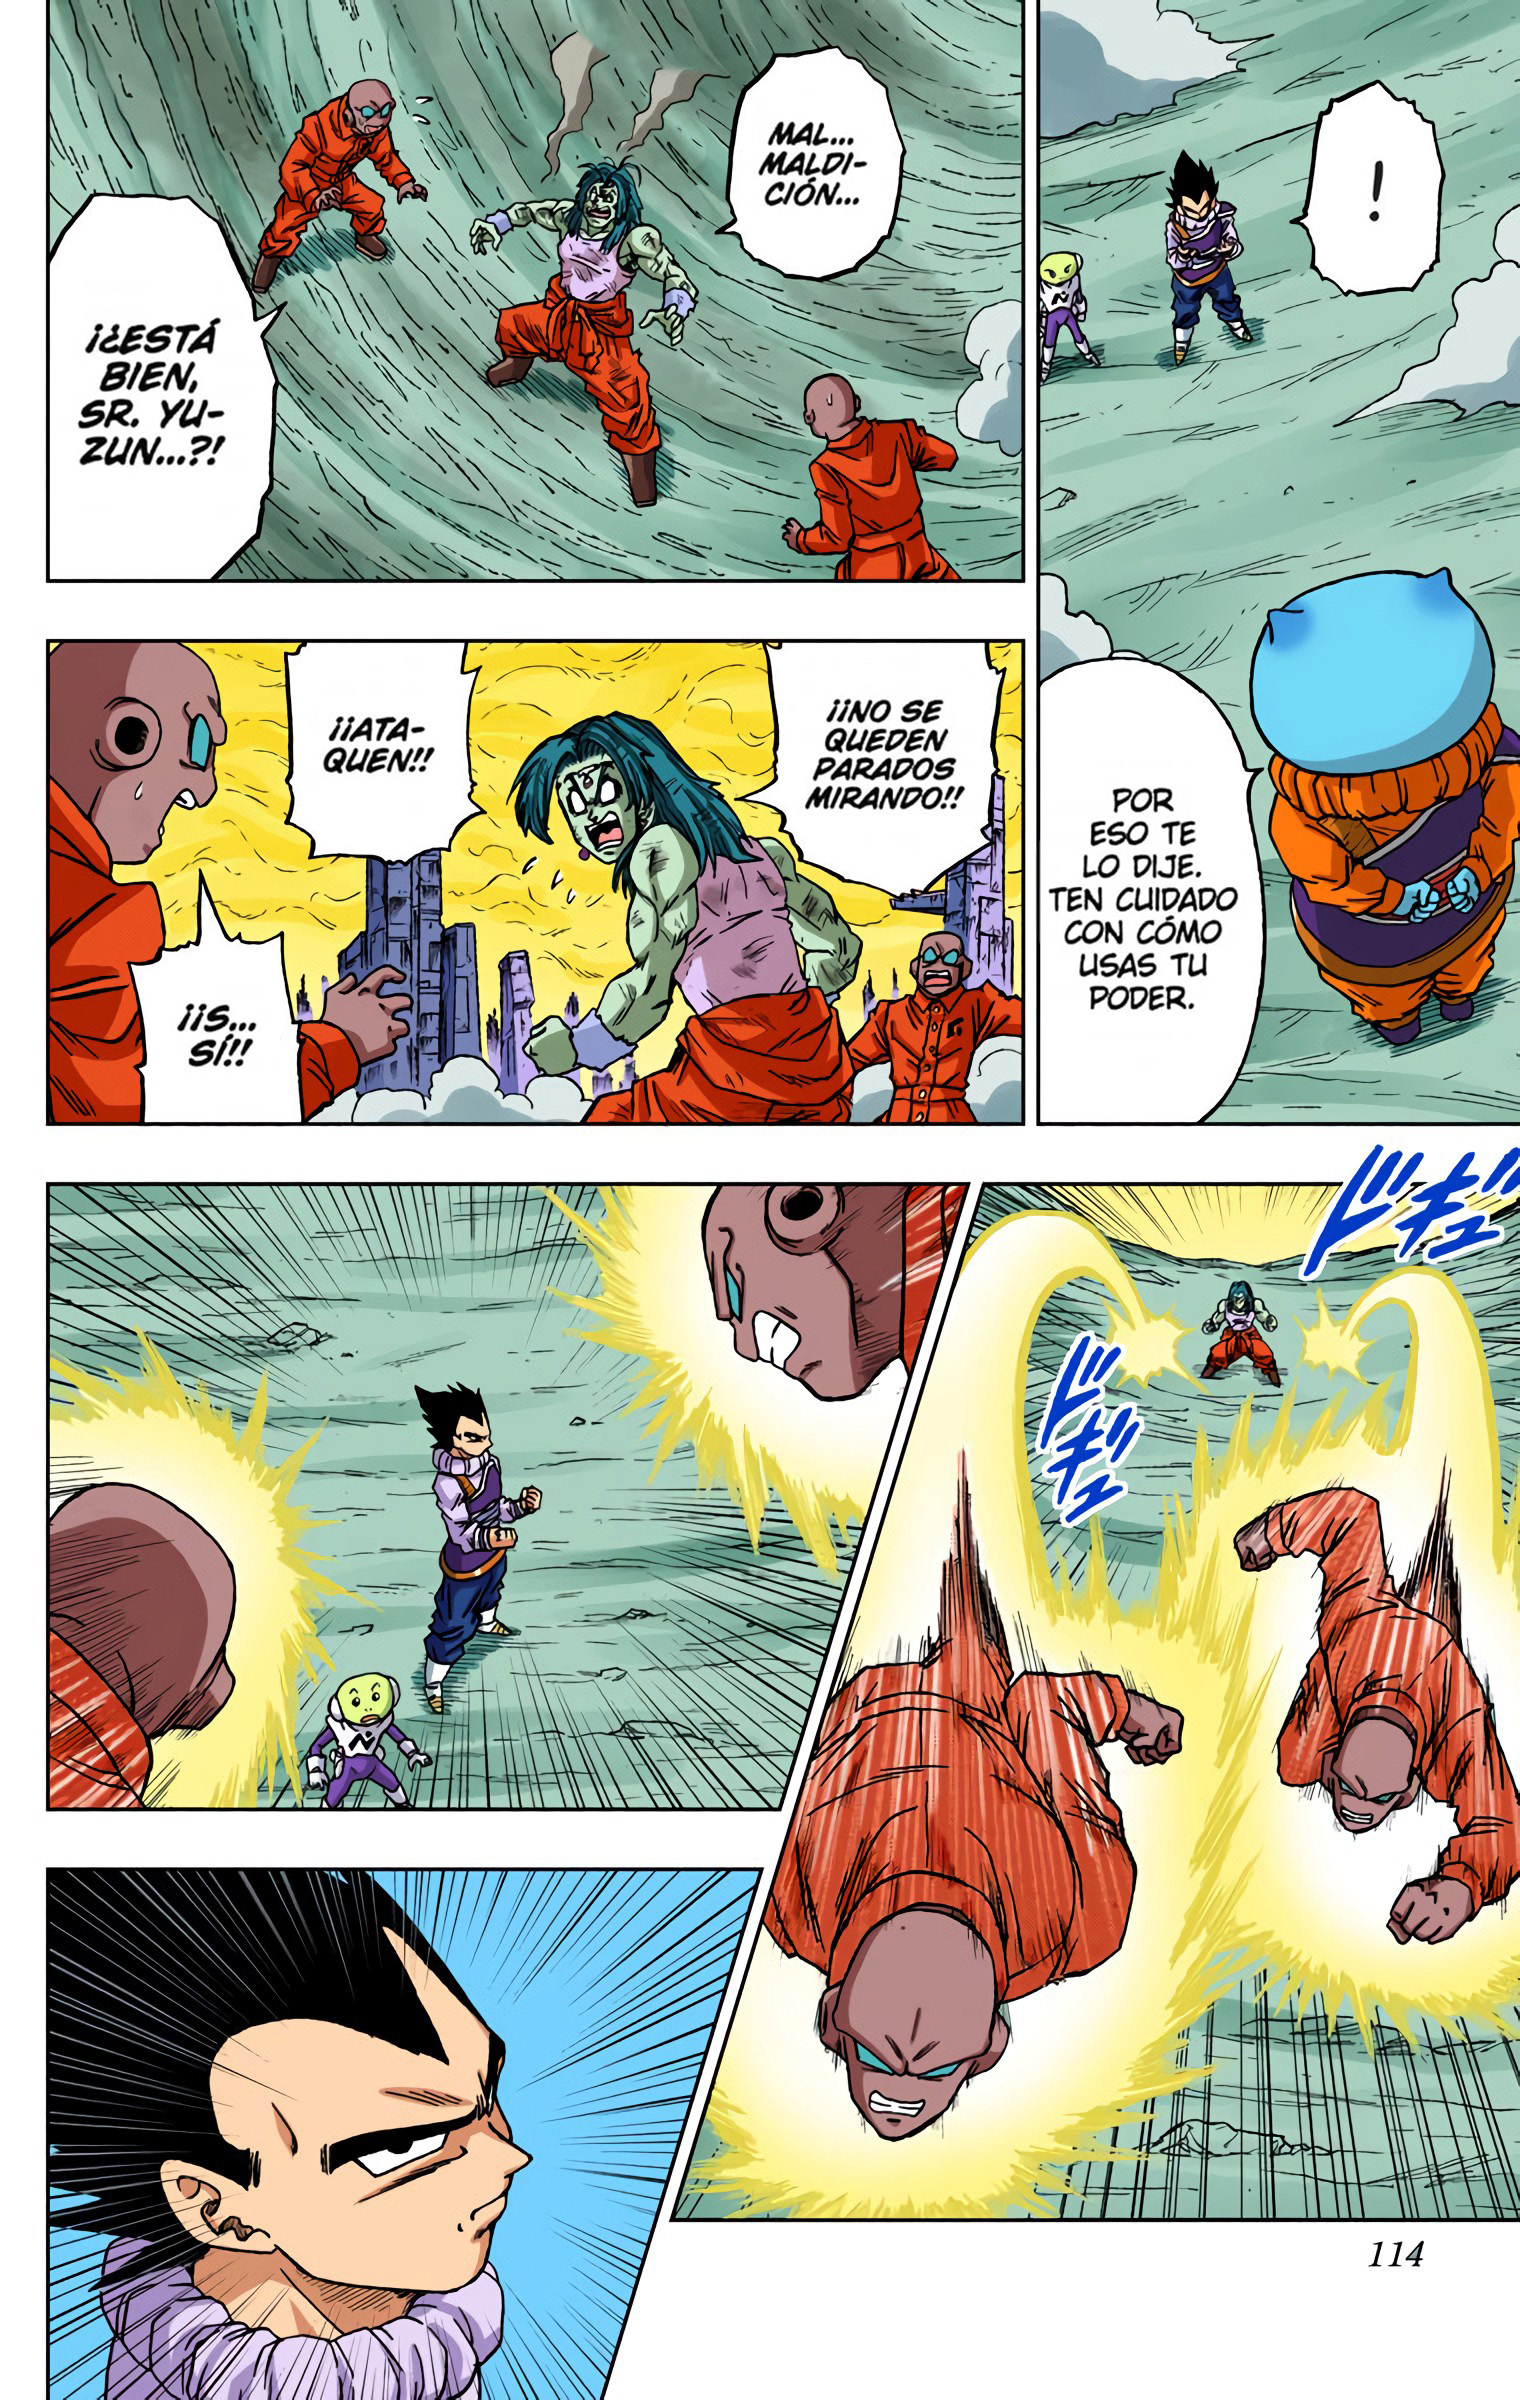 !
POR
ESO TE
LO DIJE.
TEN CUIDADO
CON CÓMO
USAS TU
PODER.
MAL...
MALDI-
CIÓN...
¡¿ESTÁ
BIEN,
SR. YU-
ZUN...?!
¡¡NO SE
QUEDEN
PARADOS
MIRANDO!!
¡¡ATA-
QUEN!!
¡¡S...
SÍ!!
ドギュ
ドギュ
114